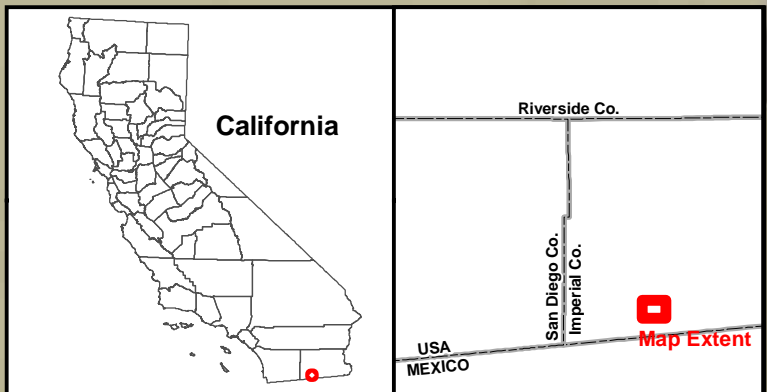 California
Riverside Co.
San Diego Co.
Imperial Co.
Map Extent
USA
MEXICO